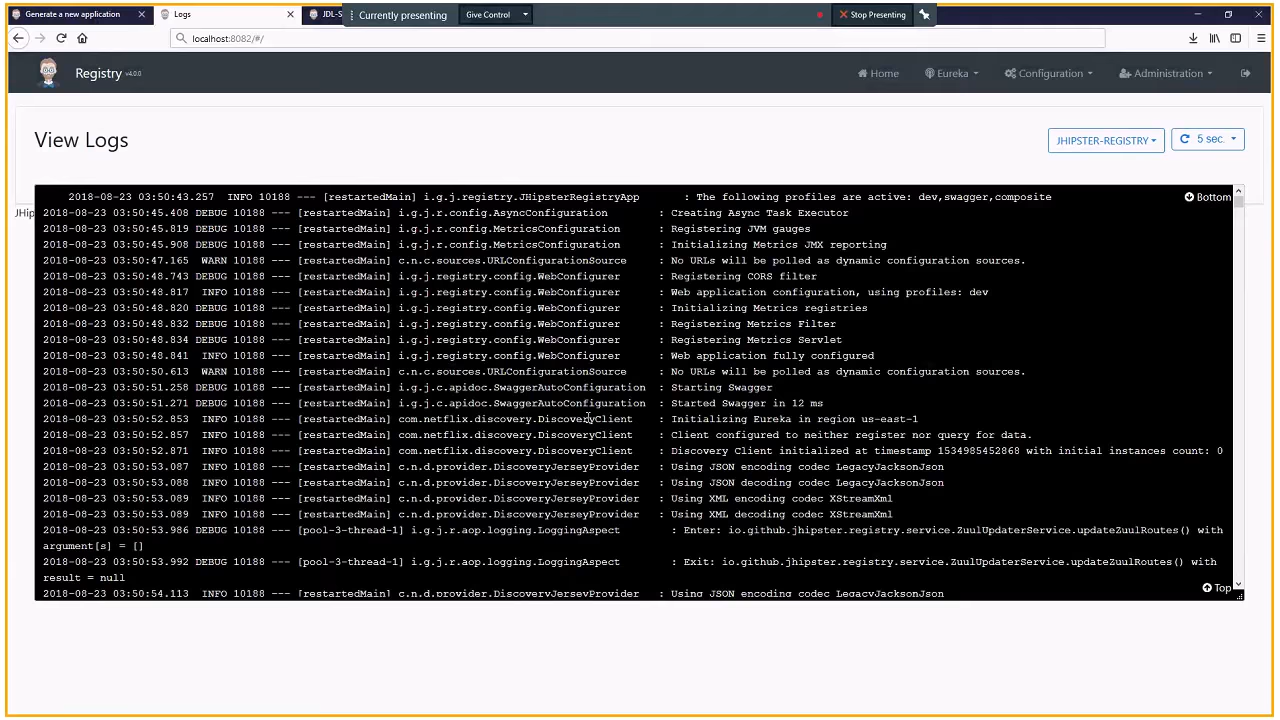 Generate a new application
Logs
JDL-S
Currently presenting
Give Control
Stop Presenting
localhost:8082/#/
Registry v4.0.0
Home
Eureka
Configuration
Administration
View Logs
JHIPSTER-REGISTRY
5 sec.
JHip
2018-08-23 03:50:43.257 INFO 10188 --- [restartedMain] i.g.j.registry.JHipsterRegistryApp : The following profiles are active: dev,swagger,composite
Bottom
2018-08-23 03:50:45.408 DEBUG 10188 --- [restartedMain] i.g.j.r.config.AsyncConfiguration : Creating Async Task Executor
2018-08-23 03:50:45.819 DEBUG 10188 --- [restartedMain] i.g.j.r.config.MetricsConfiguration : Registering JVM gauges
2018-08-23 03:50:45.908 DEBUG 10188 --- [restartedMain] i.g.j.r.config.MetricsConfiguration : Initializing Metrics JMX reporting
2018-08-23 03:50:47.165 WARN 10188 --- [restartedMain] c.n.c.sources.URLConfigurationSource : No URLs will be polled as dynamic configuration sources.
2018-08-23 03:50:48.743 DEBUG 10188 --- [restartedMain] i.g.j.registry.config.WebConfigurer : Registering CORS filter
2018-08-23 03:50:48.817 INFO 10188 --- [restartedMain] i.g.j.registry.config.WebConfigurer : Web application configuration, using profiles: dev
2018-08-23 03:50:48.820 DEBUG 10188 --- [restartedMain] i.g.j.registry.config.WebConfigurer : Initializing Metrics registries
2018-08-23 03:50:48.832 DEBUG 10188 --- [restartedMain] i.g.j.registry.config.WebConfigurer : Registering Metrics Filter
2018-08-23 03:50:48.834 DEBUG 10188 --- [restartedMain] i.g.j.registry.config.WebConfigurer : Registering Metrics Servlet
2018-08-23 03:50:48.841 INFO 10188 --- [restartedMain] i.g.j.registry.config.WebConfigurer : Web application fully configured
2018-08-23 03:50:50.613 WARN 10188 --- [restartedMain] c.n.c.sources.URLConfigurationSource : No URLs will be polled as dynamic configuration sources.
2018-08-23 03:50:51.258 DEBUG 10188 --- [restartedMain] i.g.j.c.apidoc.SwaggerAutoConfiguration : Starting Swagger
2018-08-23 03:50:51.271 DEBUG 10188 --- [restartedMain] i.g.j.c.apidoc.SwaggerAutoConfiguration : Started Swagger in 12 ms
2018-08-23 03:50:52.853 INFO 10188 --- [restartedMain] com.netflix.discovery.DiscoveryClient : Initializing Eureka in region us-east-1
2018-08-23 03:50:52.857 INFO 10188 --- [restartedMain] com.netflix.discovery.DiscoveryClient : Client configured to neither register nor query for data.
2018-08-23 03:50:52.871 INFO 10188 --- [restartedMain] com.netflix.discovery.DiscoveryClient : Discovery Client initialized at timestamp 1534985452868 with initial instances count: 0
2018-08-23 03:50:53.087 INFO 10188 --- [restartedMain] c.n.d.provider.DiscoveryJerseyProvider : Using JSON encoding codec LegacyJacksonJson
2018-08-23 03:50:53.088 INFO 10188 --- [restartedMain] c.n.d.provider.DiscoveryJerseyProvider : Using JSON decoding codec LegacyJacksonJson
2018-08-23 03:50:53.089 INFO 10188 --- [restartedMain] c.n.d.provider.DiscoveryJerseyProvider : Using XML encoding codec XStreamXml
2018-08-23 03:50:53.089 INFO 10188 --- [restartedMain] c.n.d.provider.DiscoveryJerseyProvider : Using XML decoding codec XStreamXml
2018-08-23 03:50:53.986 DEBUG 10188 --- [pool-3-thread-1] i.g.j.r.aop.logging.LoggingAspect : Enter: io.github.jhipster.registry.service.ZuulUpdaterService.updateZuulRoutes() with
argument[s] = []
2018-08-23 03:50:53.992 DEBUG 10188 --- [pool-3-thread-1] i.g.j.r.aop.logging.LoggingAspect : Exit: io.github.jhipster.registry.service.ZuulUpdaterService.updateZuulRoutes() with
result = null
Top
2018-08-23 03:50:54.113 INFO 10188 --- [restartedMain] c.n.d.provider.DiscoveryJerseyProvider : Using JSON encoding codec LegacyJacksonJson